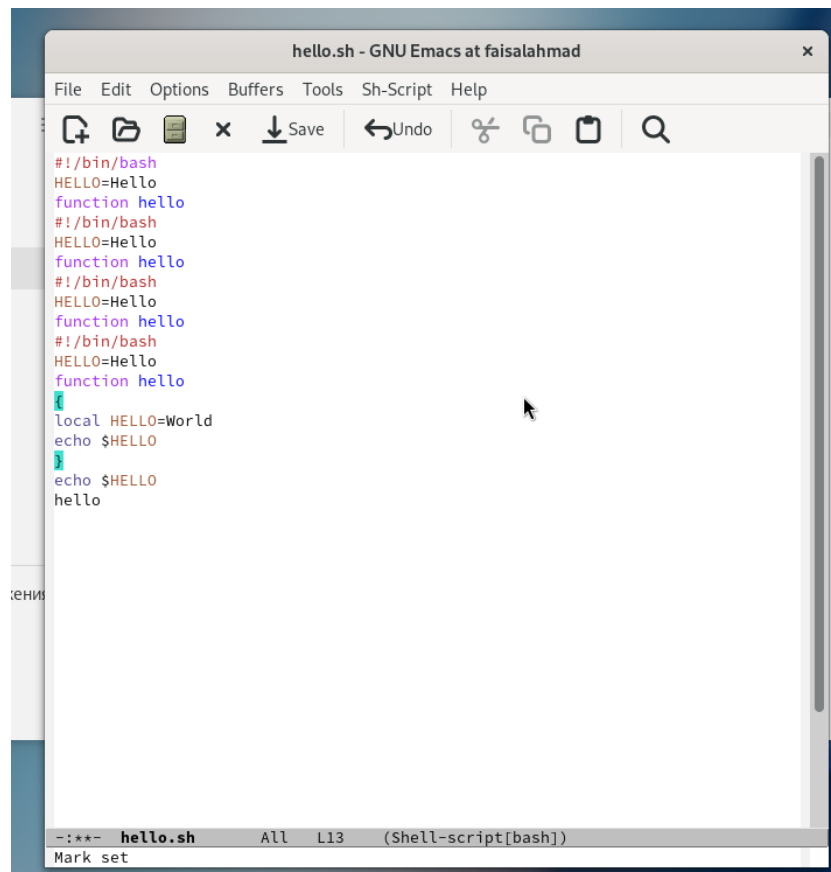 hello.sh - GNU Emacs at faisalahmad
File Edit Options Buffers Tools Sh-Script Help
Save Undo
#!/bin/bash
HELLO=Hello
function hello
#!/bin/bash
HELLO=Hello
function hello
#!/bin/bash
HELLO=Hello
function hello
#!/bin/bash
HELLO=Hello
function hello
{
local HELLO=World
echo $HELLO
}
echo $HELLO
hello
-:**- hello.sh All L13 (Shell-script[bash])
Mark set